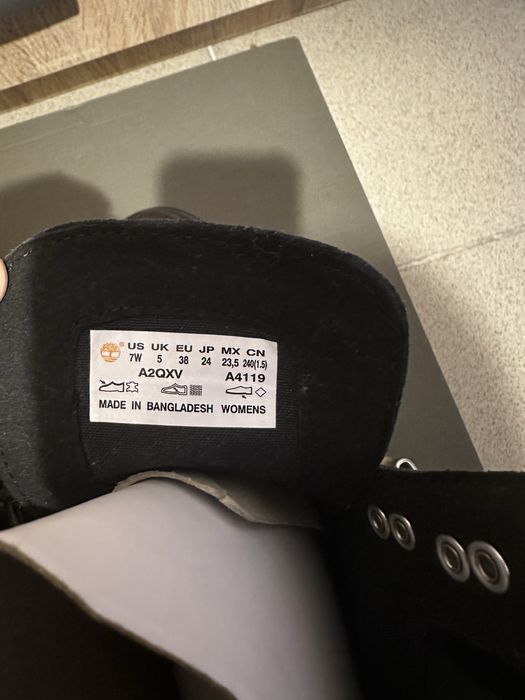 US UK EU JP MX CN
7W 5 38 24 23,5 240(1.5)
A2QXV A4119
MADE IN BANGLADESH WOMENS